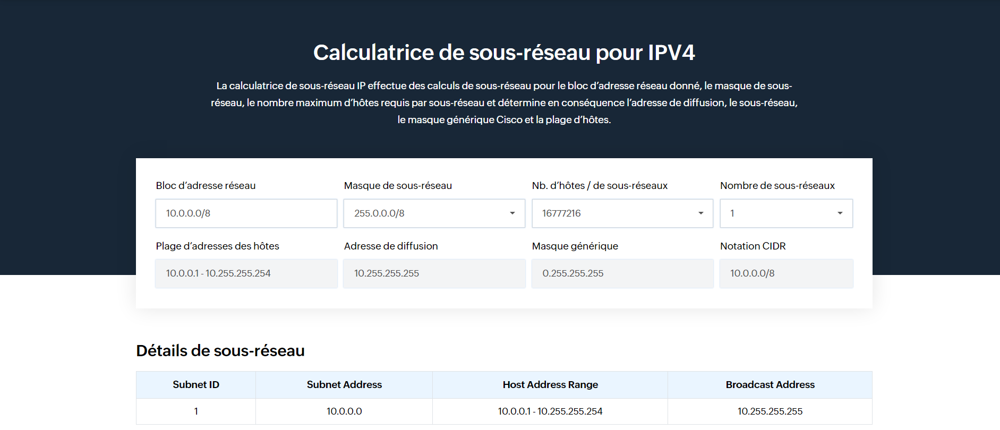 Calculatrice de sous-réseau pour IPV4
La calculatrice de sous-réseau IP effectue des calculs de sous-réseau pour le bloc d’adresse réseau donné, le masque de sous-
réseau, le nombre maximum d’hôtes requis par sous-réseau et détermine en conséquence l’adresse de diffusion, le sous-réseau,
le masque générique Cisco et la plage d’hôtes.
Bloc d’adresse réseau Masque de sous-réseau Nb. d’hôtes / de sous-réseaux Nombre de sous-réseaux
10.0.0.0/8 255.0.0.0/8 16777216 1
Plage d’adresses des hôtes Adresse de diffusion Masque générique Notation CIDR
10.0.0.1 - 10.255.255.254 10.255.255.255 0.255.255.255 10.0.0.0/8
Détails de sous-réseau
Subnet ID Subnet Address Host Address Range Broadcast Address
1 10.0.0.0 10.0.0.1 - 10.255.255.254 10.255.255.255